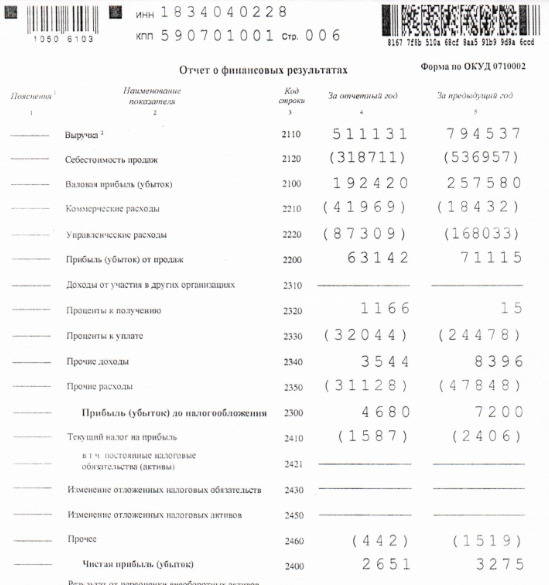 1050 6103
ИНН 1834040228
КПП 590701001 Стр. 006
8167 7f8b 510a 68cf 8aa5 91b9 9d8a 6ccd
Отчет о финансовых результатах
Форма по ОКУД 0710002
Пояснения 1 Наименование показателя Код строки За отчетный год За предыдущий год
1 2 3 4 5
Выручка 2 2110 511131 794537
Себестоимость продаж 2120 (318711) (536957)
Валовая прибыль (убыток) 2100 192420 257580
Коммерческие расходы 2210 (41969) (18432)
Управленческие расходы 2220 (87309) (168033)
Прибыль (убыток) от продаж 2200 63142 71115
Доходы от участия в других организациях 2310
Проценты к получению 2320 1166 15
Проценты к уплате 2330 (32044) (24478)
Прочие доходы 2340 3544 8396
Прочие расходы 2350 (31128) (47848)
Прибыль (убыток) до налогообложения 2300 4680 7200
Текущий налог на прибыль 2410 (1587) (2406)
в т.ч. постоянные налоговые
обязательства (активы) 2421
Изменение отложенных налоговых обязательств 2430
Изменение отложенных налоговых активов 2450
Прочее 2460 (442) (1519)
Чистая прибыль (убыток) 2400 2651 3275